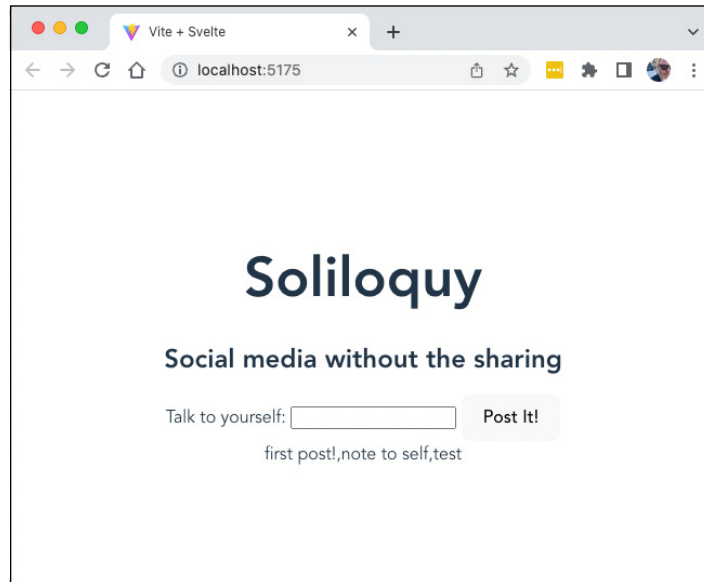 Vite + Svelte
localhost:5175
Soliloquy
Social media without the sharing
Talk to yourself: Post It!
first post!,note to self,test